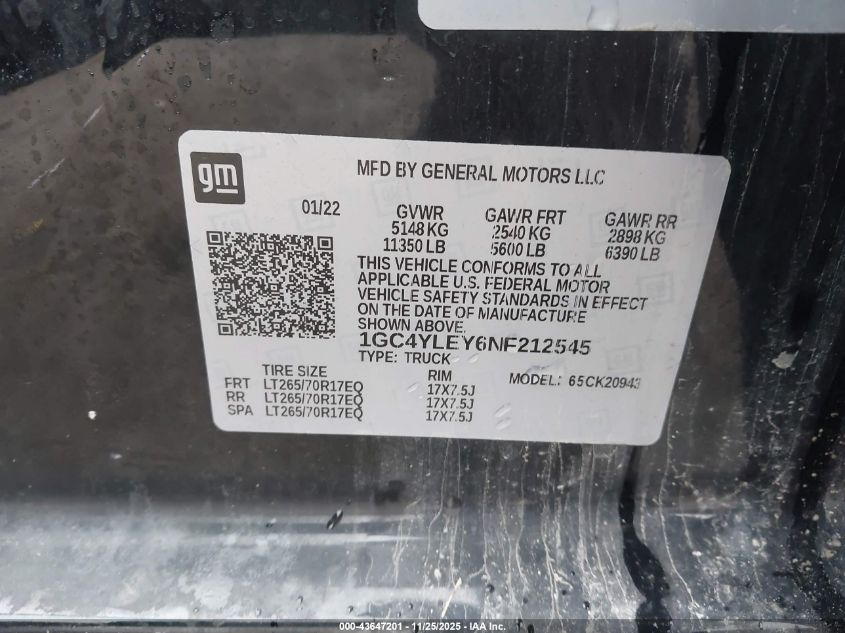 gm
MFD BY GENERAL MOTORS LLC
01/22
GVWR
5148 KG
11350 LB
GAWR FRT
2540 KG
5600 LB
GAWR RR
2898 KG
6390 LB
THIS VEHICLE CONFORMS TO ALL
APPLICABLE U.S. FEDERAL MOTOR
VEHICLE SAFETY STANDARDS IN EFFECT
ON THE DATE OF MANUFACTURE
SHOWN ABOVE.
1GC4YLEY6NF212545
TYPE: TRUCK
MODEL: 65CK20943
TIRE SIZE RIM
FRT LT265/70R17EQ 17X7.5J
RR LT265/70R17EQ 17X7.5J
SPA LT265/70R17EQ 17X7.5J
000-43647201 - 11/25/2025 - IAA Inc.